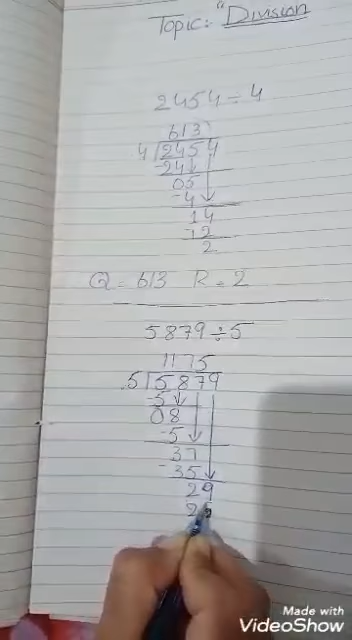 Topic:- "Division
2454 ÷ 4
613
4 2454
-24
05
-4
14
-12
2
Q = 613 R = 2
5879 ÷ 5
1175
5 5879
-5
08
-5
37
-35
29
25
Made with
VideoShow